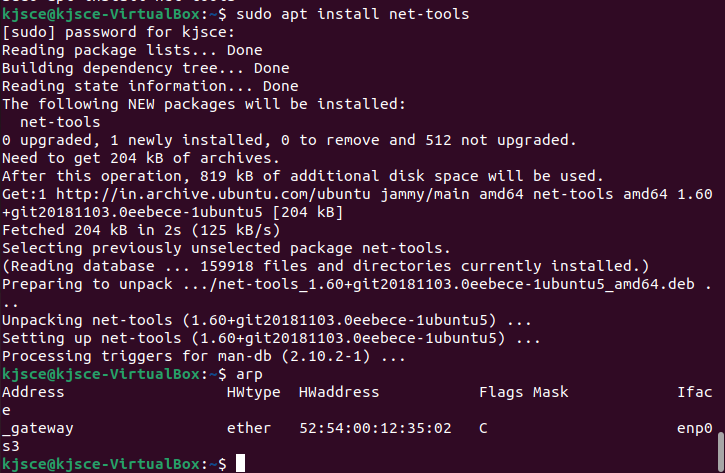 kjsce@kjsce-VirtualBox:~$ sudo apt install net-tools
[sudo] password for kjsce:
Reading package lists... Done
Building dependency tree... Done
Reading state information... Done
The following NEW packages will be installed:
  net-tools
0 upgraded, 1 newly installed, 0 to remove and 512 not upgraded.
Need to get 204 kB of archives.
After this operation, 819 kB of additional disk space will be used.
Get:1 http://in.archive.ubuntu.com/ubuntu jammy/main amd64 net-tools amd64 1.60
+git20181103.0eebece-1ubuntu5 [204 kB]
Fetched 204 kB in 2s (125 kB/s)
Selecting previously unselected package net-tools.
(Reading database ... 159918 files and directories currently installed.)
Preparing to unpack .../net-tools_1.60+git20181103.0eebece-1ubuntu5_amd64.deb .
..
Unpacking net-tools (1.60+git20181103.0eebece-1ubuntu5) ...
Setting up net-tools (1.60+git20181103.0eebece-1ubuntu5) ...
Processing triggers for man-db (2.10.2-1) ...
kjsce@kjsce-VirtualBox:~$ arp
Address                  HWtype  HWaddress           Flags Mask            Ifac
e
_gateway                 ether   52:54:00:12:35:02   C                     enp0
s3
kjsce@kjsce-VirtualBox:~$